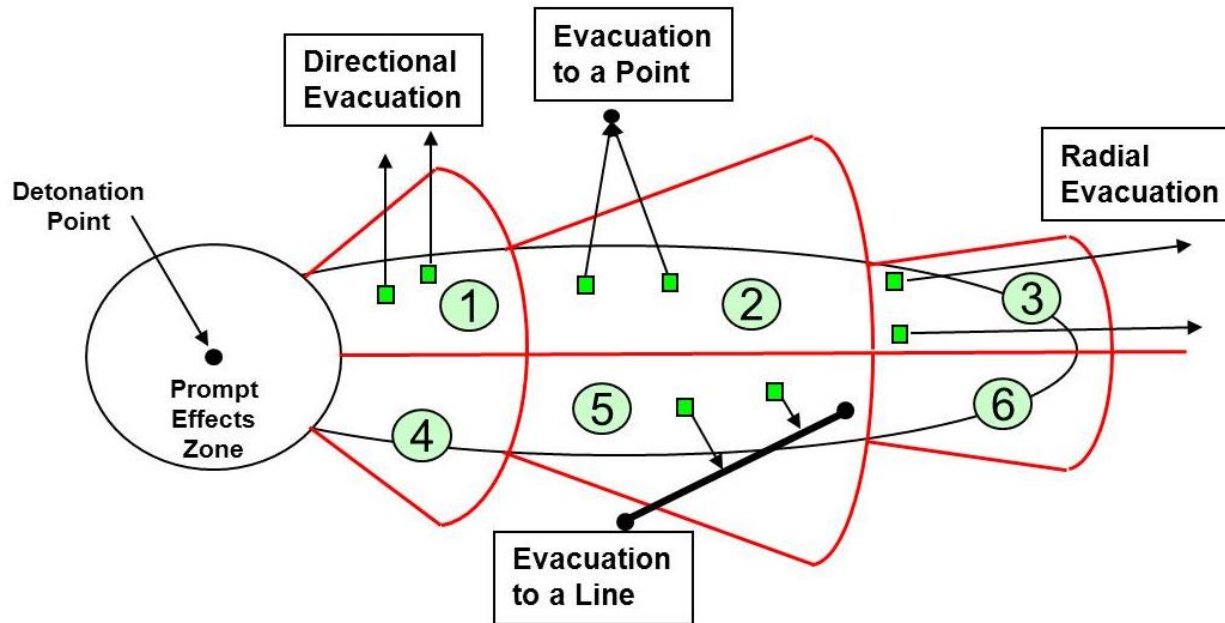 Directional
Evacuation
Evacuation
to a Point
Radial
Evacuation
Detonation
Point
Prompt
Effects
Zone
1
2
3
4
5
6
Evacuation
to a Line